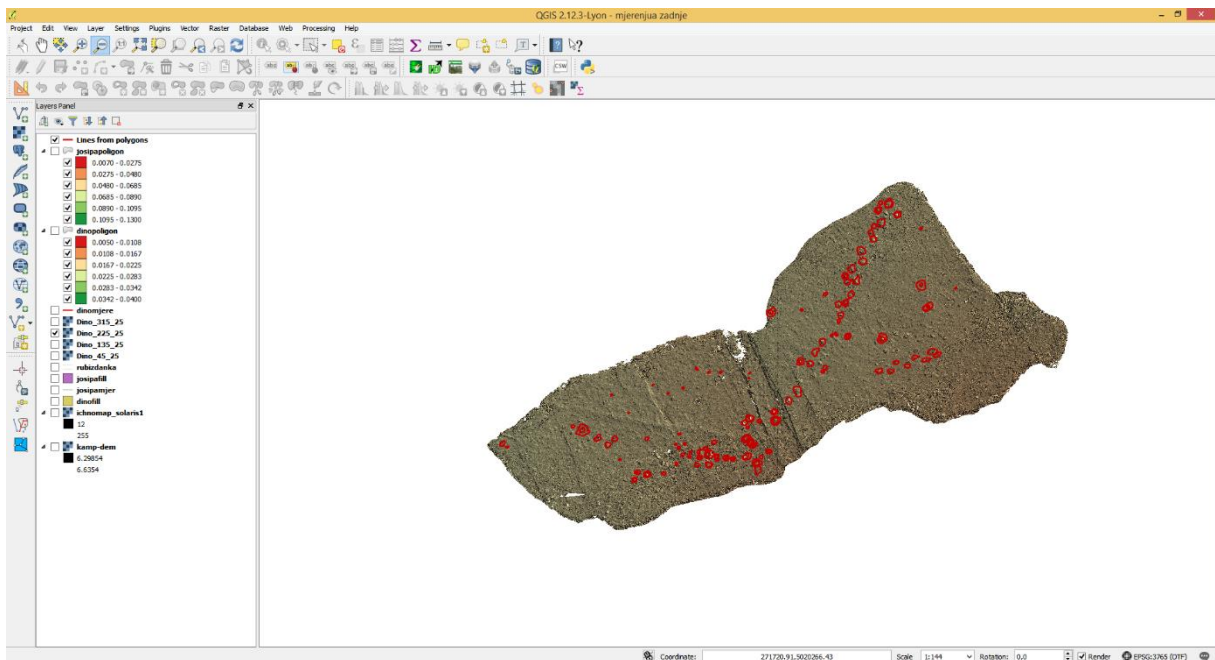 QGIS 2.12.3-Lyon - mjerenjua zadnje
Project Edit View Layer Settings Plugins Vector Raster Database Web Processing Help
CSW
Layers Panel
Lines from polygons
josipapoligon
0.0070 - 0.0275
0.0275 - 0.0480
0.0480 - 0.0685
0.0685 - 0.0890
0.0890 - 0.1095
0.1095 - 0.1300
dinopoligon
0.0050 - 0.0108
0.0108 - 0.0167
0.0167 - 0.0225
0.0225 - 0.0283
0.0283 - 0.0342
0.0342 - 0.0400
dinomjere
Dino_315_25
Dino_225_25
Dino_135_25
Dino_45_25
rubizdanka
josipafill
josipamjer
dinofill
ichnomap_solaris1
12
255
kamp-dem
6.29854
6.6354
Coordinate: 271720.91,5020266.43 Scale 1:144 Rotation: 0.0 Render EPSG:3765 (OTF)